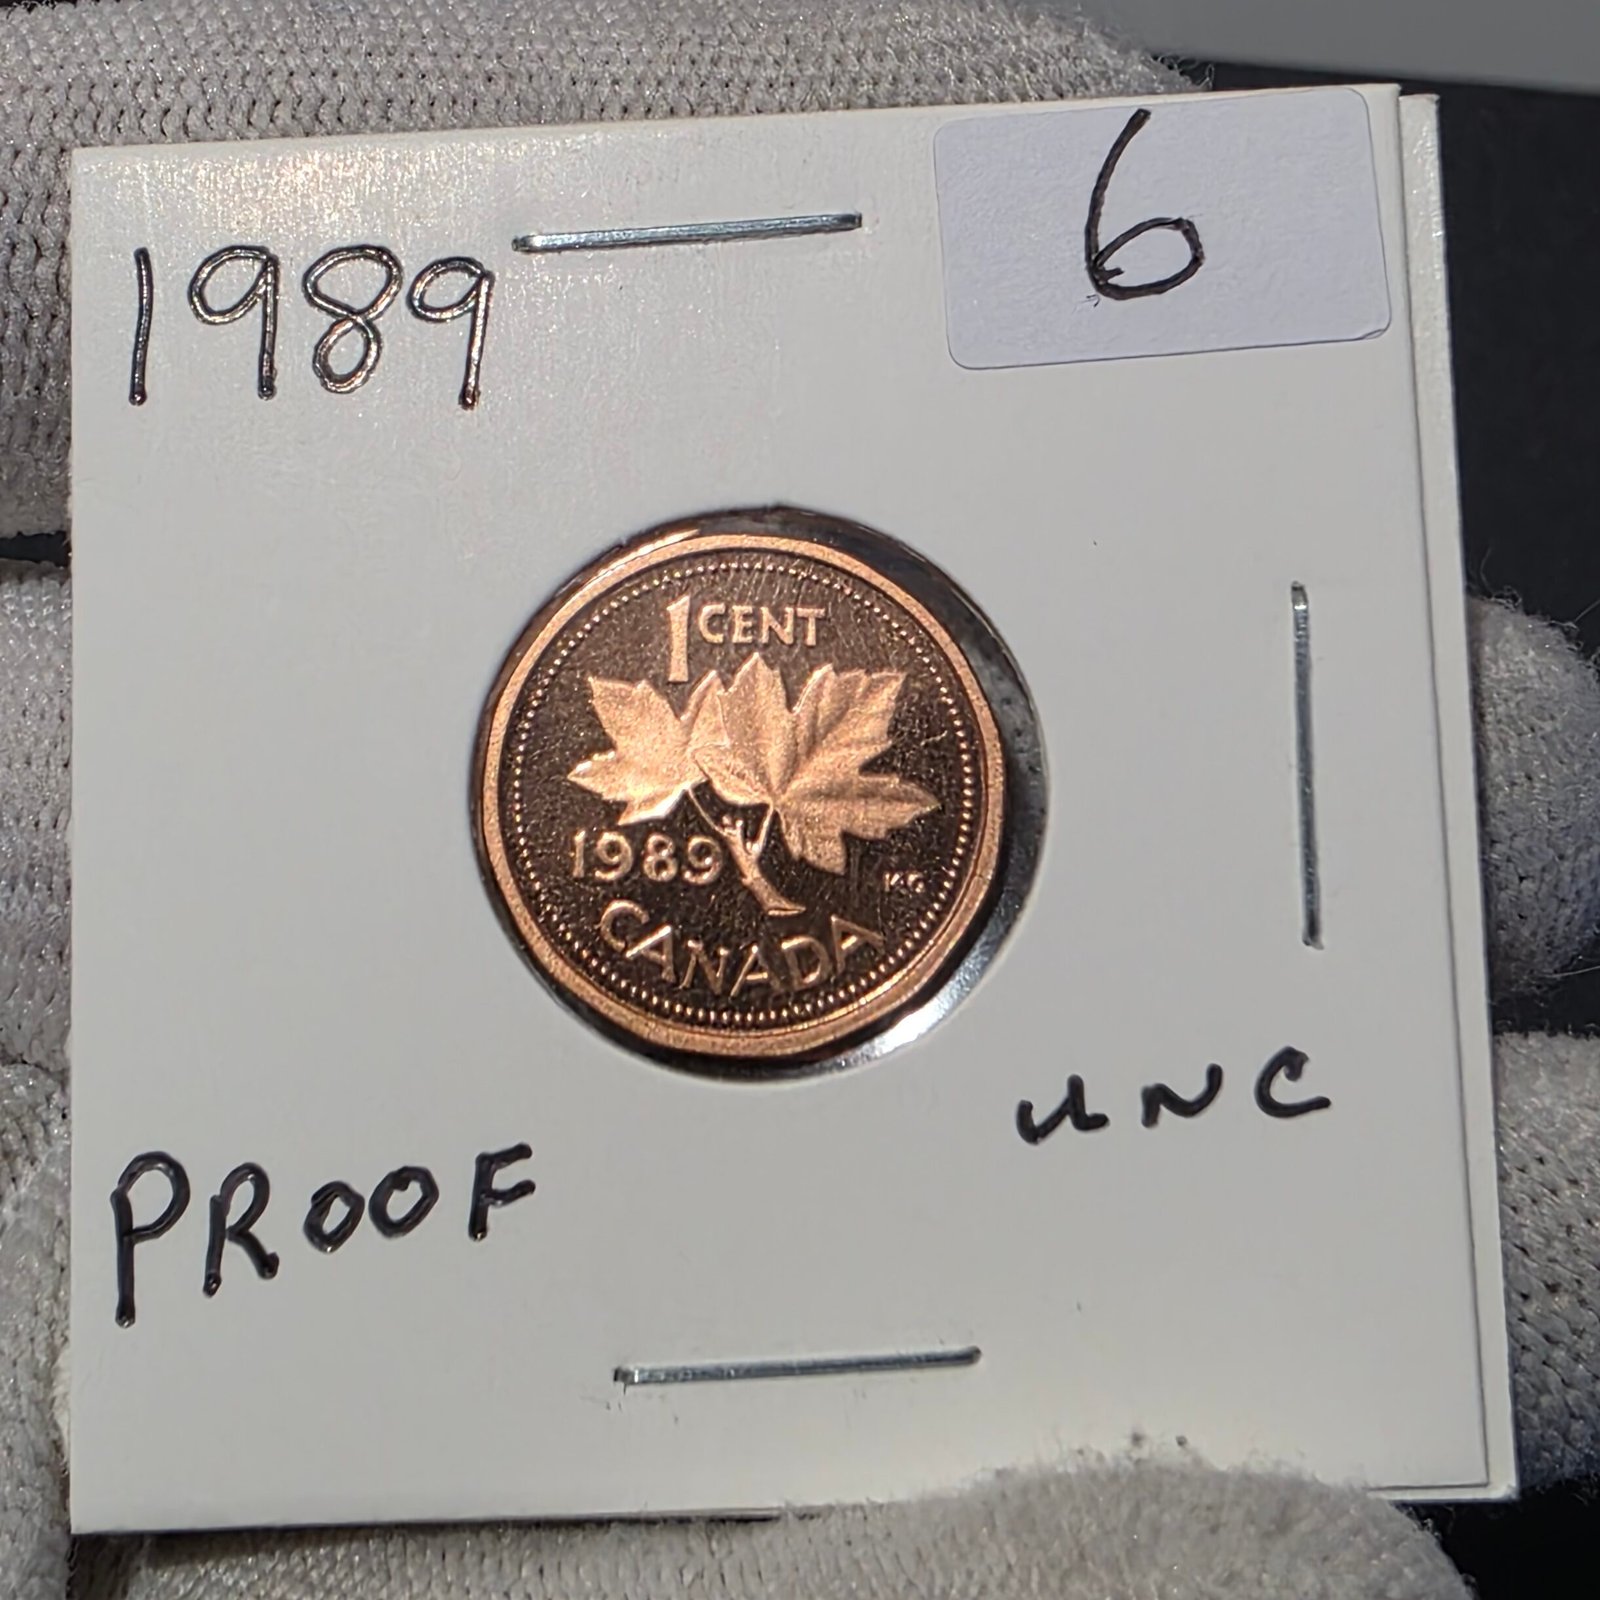 6
1989
1 CENT
1989
KG
CANADA
UNC
PROOF